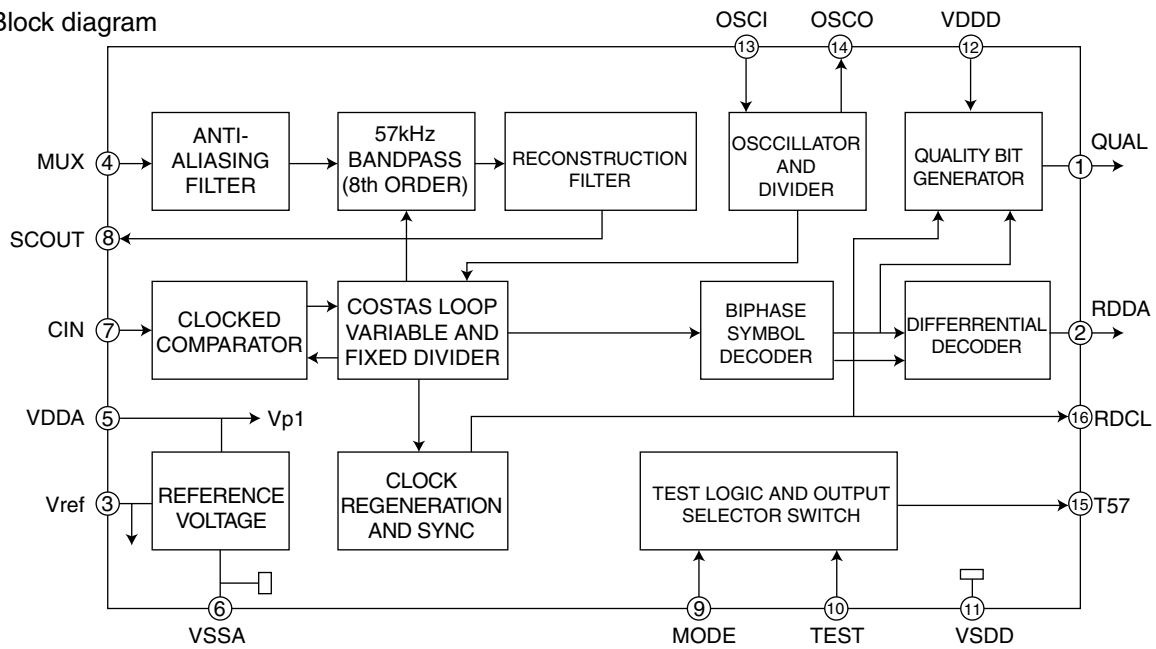 Block diagram
OSCI OSCO VDDD
13 14 12
MUX 4
ANTI-
ALIASING
FILTER
57kHz
BANDPASS
(8th ORDER)
RECONSTRUCTION
FILTER
OSCCILLATOR
AND
DIVIDER
QUALITY BIT
GENERATOR
1 QUAL
SCOUT 8
CIN 7
CLOCKED
COMPARATOR
COSTAS LOOP
VARIABLE AND
FIXED DIVIDER
BIPHASE
SYMBOL
DECODER
DIFFERRENTIAL
DECODER
2 RDDA
VDDA 5 Vp1
16 RDCL
Vref 3
REFERENCE
VOLTAGE
CLOCK
REGENERATION
AND SYNC
TEST LOGIC AND OUTPUT
SELECTOR SWITCH
15 T57
6 9 10 11
VSSA MODE TEST VSDD